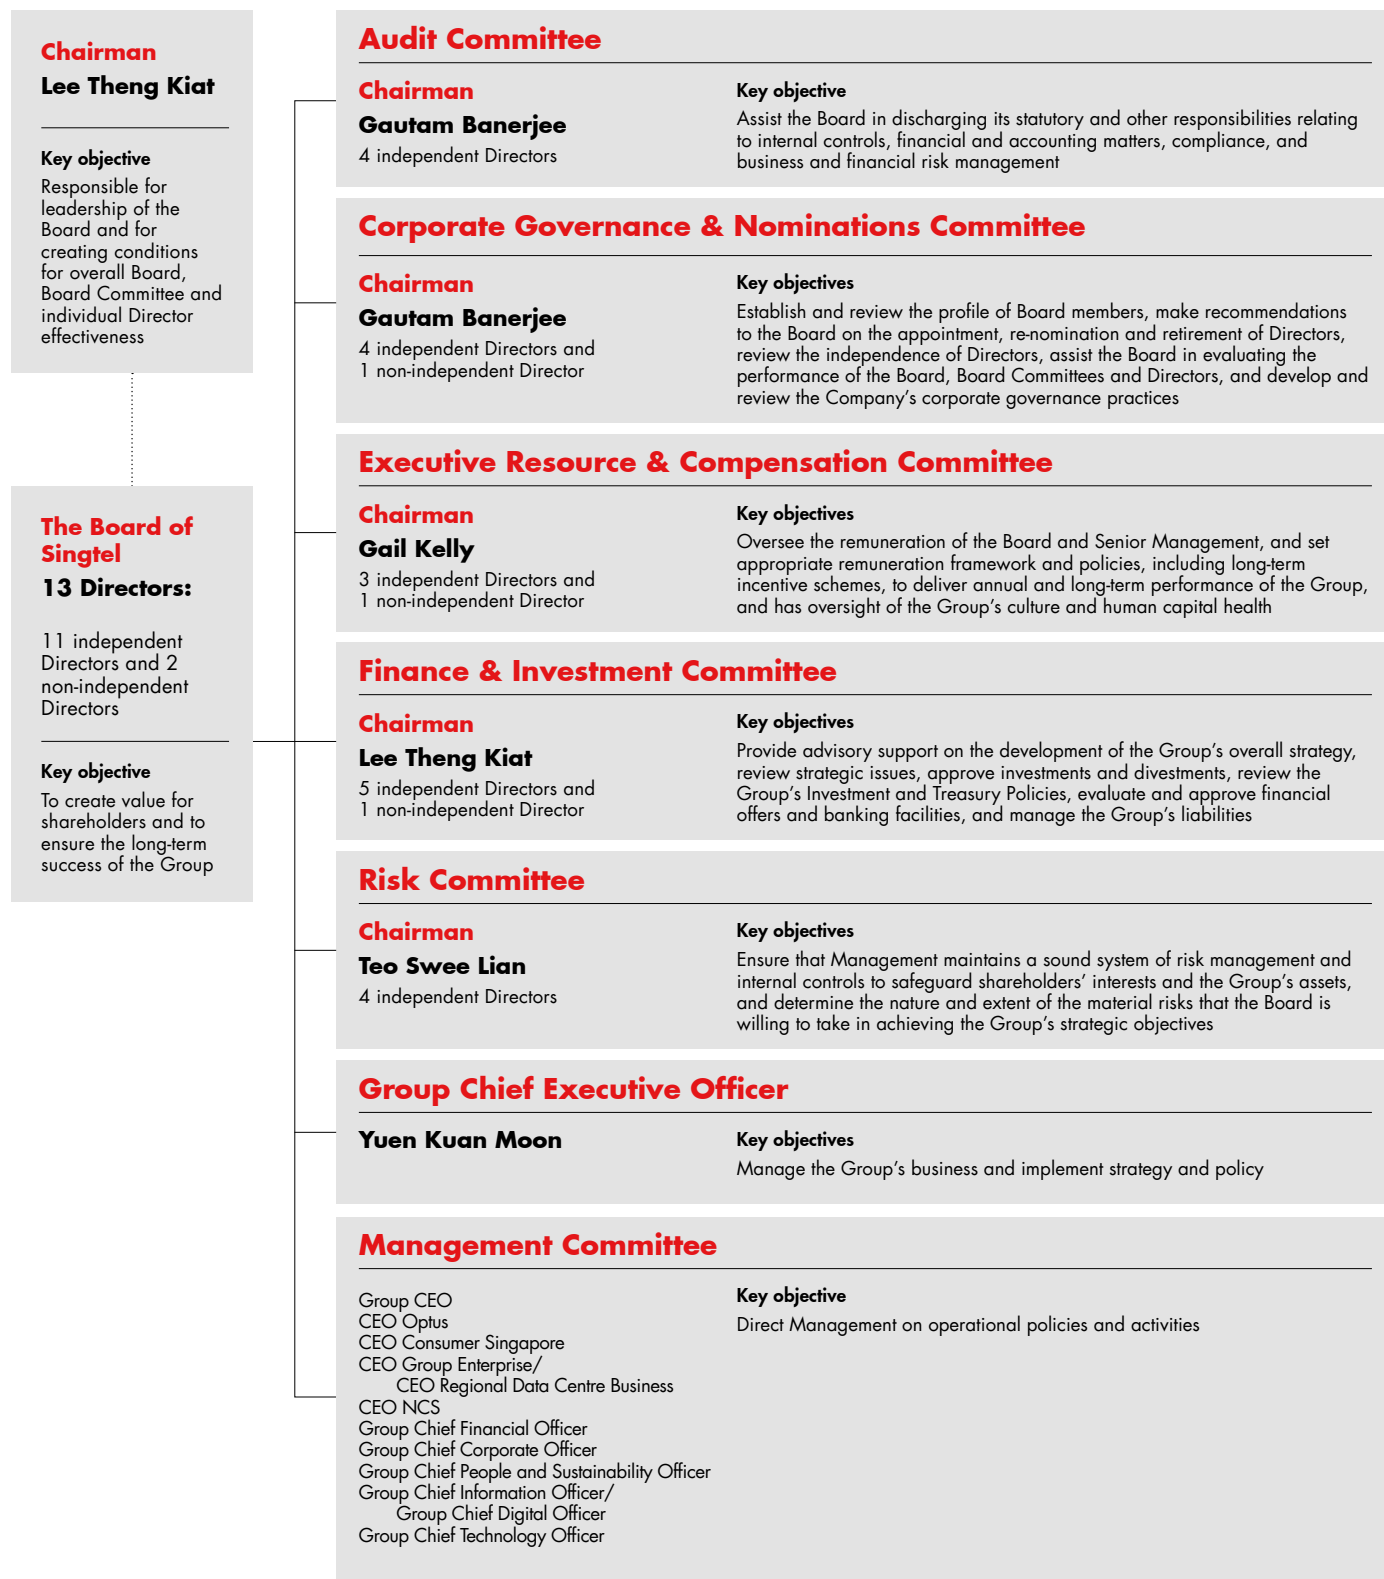 Chairman
Lee Theng Kiat
Key objective
Responsible for
leadership of the
Board and for
creating conditions
for overall Board,
Board Committee and
individual Director
effectiveness
The Board of
Singtel
13 Directors:
11 independent
Directors and 2
non-independent
Directors
Key objective
To create value for
shareholders and to
ensure the long-term
success of the Group
Audit Committee
Chairman
Gautam Banerjee
4 independent Directors
Key objective
Assist the Board in discharging its statutory and other responsibilities relating
to internal controls, financial and accounting matters, compliance, and
business and financial risk management
Corporate Governance & Nominations Committee
Chairman
Gautam Banerjee
4 independent Directors and
1 non-independent Director
Key objectives
Establish and review the profile of Board members, make recommendations
to the Board on the appointment, re-nomination and retirement of Directors,
review the independence of Directors, assist the Board in evaluating the
performance of the Board, Board Committees and Directors, and develop and
review the Company’s corporate governance practices
Executive Resource & Compensation Committee
Chairman
Gail Kelly
3 independent Directors and
1 non-independent Director
Key objectives
Oversee the remuneration of the Board and Senior Management, and set
appropriate remuneration framework and policies, including long-term
incentive schemes, to deliver annual and long-term performance of the Group,
and has oversight of the Group’s culture and human capital health
Finance & Investment Committee
Chairman
Lee Theng Kiat
5 independent Directors and
1 non-independent Director
Key objectives
Provide advisory support on the development of the Group’s overall strategy,
review strategic issues, approve investments and divestments, review the
Group’s Investment and Treasury Policies, evaluate and approve financial
offers and banking facilities, and manage the Group’s liabilities
Risk Committee
Chairman
Teo Swee Lian
4 independent Directors
Key objectives
Ensure that Management maintains a sound system of risk management and
internal controls to safeguard shareholders’ interests and the Group’s assets,
and determine the nature and extent of the material risks that the Board is
willing to take in achieving the Group’s strategic objectives
Group Chief Executive Officer
Yuen Kuan Moon
Key objectives
Manage the Group’s business and implement strategy and policy
Management Committee
Group CEO
CEO Optus
CEO Consumer Singapore
CEO Group Enterprise/
CEO Regional Data Centre Business
CEO NCS
Group Chief Financial Officer
Group Chief Corporate Officer
Group Chief People and Sustainability Officer
Group Chief Information Officer/
Group Chief Digital Officer
Group Chief Technology Officer
Key objective
Direct Management on operational policies and activities